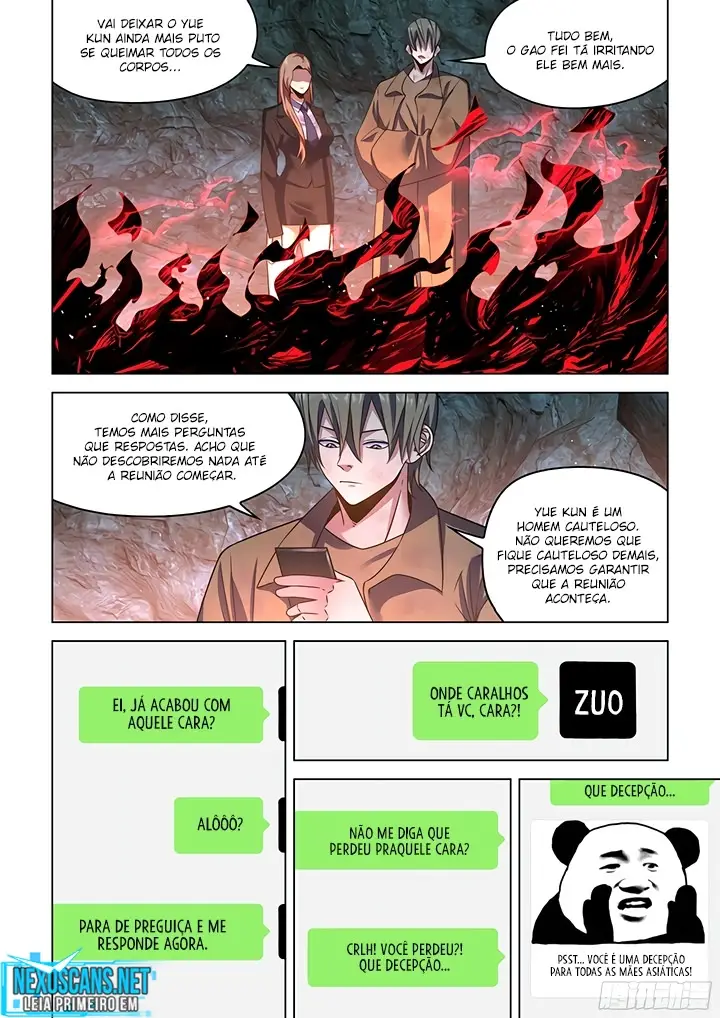 VAI DEIXAR O YUE
KUN AINDA MAIS PUTO
SE QUEIMAR TODOS OS
CORPOS...
TUDO BEM,
O GAO FEI TÁ IRRITANDO
ELE BEM MAIS.
COMO DISSE,
TEMOS MAIS PERGUNTAS
QUE RESPOSTAS. ACHO QUE
NÃO DESCOBRIREMOS NADA ATÉ
A REUNIÃO COMEÇAR.
YUE KUN É UM
HOMEM CAUTELOSO.
NÃO QUEREMOS QUE
FIQUE CAUTELOSO DEMAIS,
PRECISAMOS GARANTIR
QUE A REUNIÃO
ACONTEÇA.
EI, JÁ ACABOU COM
AQUELE CARA?
ALÔÔÔ?
PARA DE PREGUIÇA E ME
RESPONDE AGORA.
ONDE CARALHOS
TÁ VC, CARA?!
ZUO
NÃO ME DIGA QUE
PERDEU PRAQUELE CARA?
CRLH! VOCÊ PERDEU?!
QUE DECEPÇÃO...
QUE DECEPÇÃO...
PSST... VOCÊ É UMA DECEPÇÃO
PARA TODAS AS MÃES ASIÁTICAS!
NEXUSCANS.NET
LEIA PRIMEIRO EM